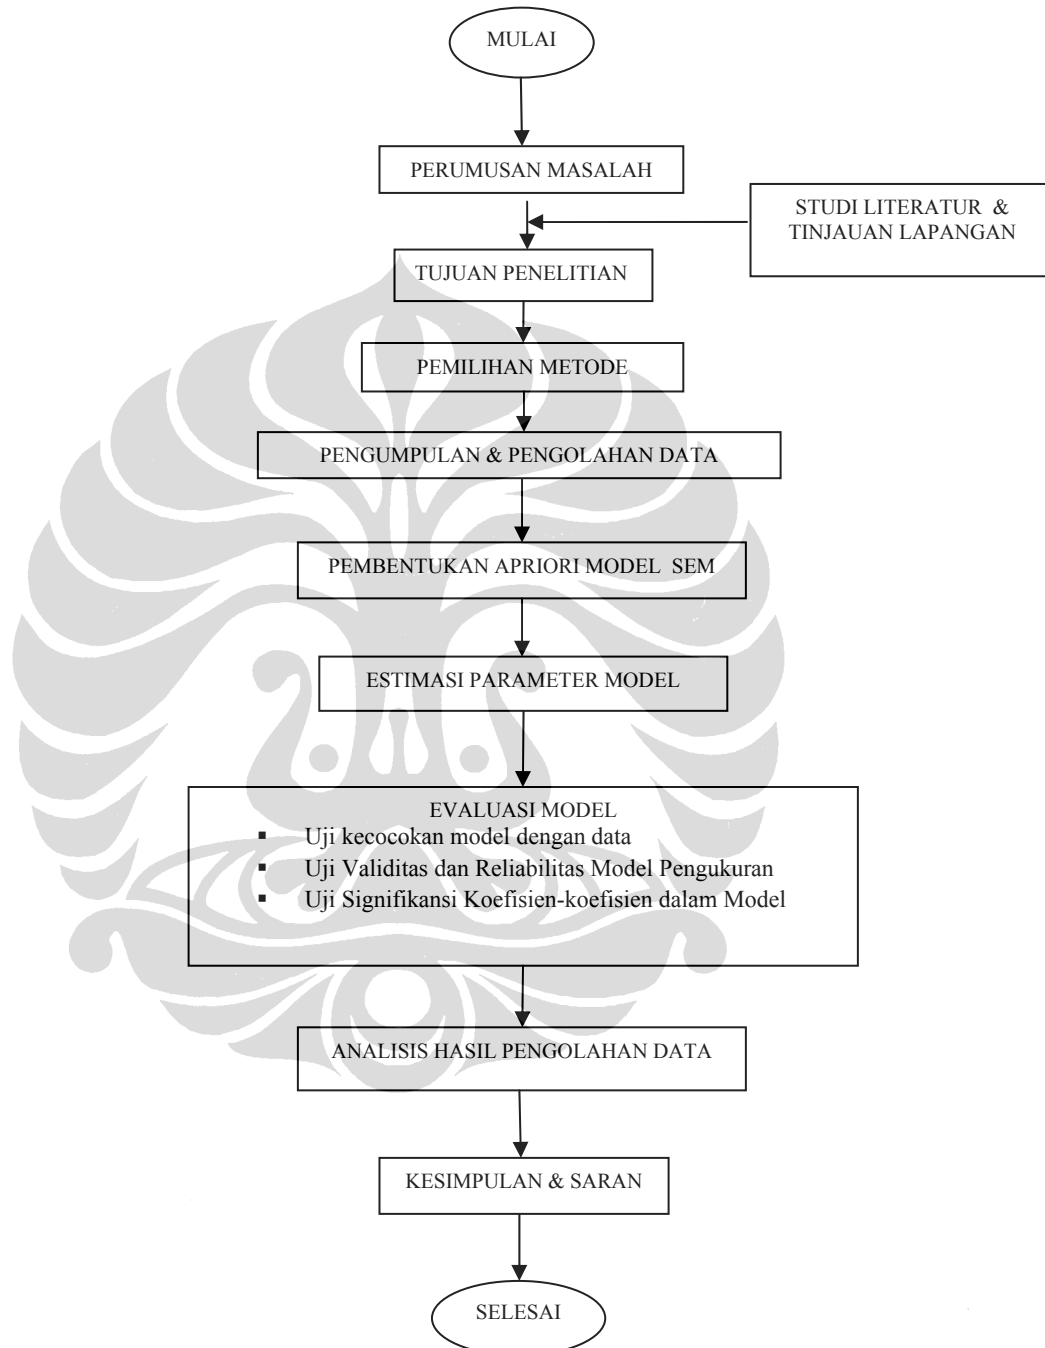 MULAI
PERUMUSAN MASALAH
STUDI LITERATUR &
TINJAUAN LAPANGAN
TUJUAN PENELITIAN
PEMILIHAN METODE
PENGUMPULAN & PENGOLAHAN DATA
PEMBENTUKAN APRIORI MODEL SEM
ESTIMASI PARAMETER MODEL
EVALUASI MODEL
▪ Uji kecocokan model dengan data
▪ Uji Validitas dan Reliabilitas Model Pengukuran
▪ Uji Signifikansi Koefisien-koefisien dalam Model
ANALISIS HASIL PENGOLAHAN DATA
KESIMPULAN & SARAN
SELESAI